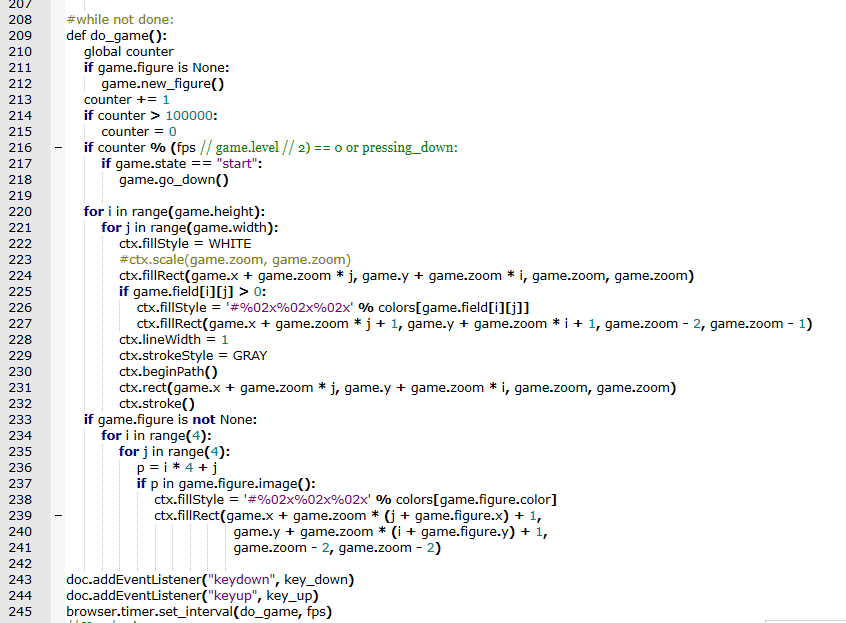 207
208 #while not done:
209 def do_game():
210 global counter
211 if game.figure is None:
212 game.new_figure()
213 counter += 1
214 if counter > 100000:
215 counter = 0
216 if counter % (fps // game.level // 2) == 0 or pressing_down:
217 if game.state == "start":
218 game.go_down()
219
220 for i in range(game.height):
221 for j in range(game.width):
222 ctx.fillStyle = WHITE
223 #ctx.scale(game.zoom, game.zoom)
224 ctx.fillRect(game.x + game.zoom * j, game.y + game.zoom * i, game.zoom, game.zoom)
225 if game.field[i][j] > 0:
226 ctx.fillStyle = '#%02x%02x%02x' % colors[game.field[i][j]]
227 ctx.fillRect(game.x + game.zoom * j + 1, game.y + game.zoom * i + 1, game.zoom - 2, game.zoom - 1)
228 ctx.lineWidth = 1
229 ctx.strokeStyle = GRAY
230 ctx.beginPath()
231 ctx.rect(game.x + game.zoom * j, game.y + game.zoom * i, game.zoom, game.zoom)
232 ctx.stroke()
233 if game.figure is not None:
234 for i in range(4):
235 for j in range(4):
236 p = i * 4 + j
237 if p in game.figure.image():
238 ctx.fillStyle = '#%02x%02x%02x' % colors[game.figure.color]
239 ctx.fillRect(game.x + game.zoom * (j + game.figure.x) + 1,
240 game.y + game.zoom * (i + game.figure.y) + 1,
241 game.zoom - 2, game.zoom - 2)
242
243 doc.addEventListener("keydown", key_down)
244 doc.addEventListener("keyup", key_up)
245 browser.timer.set_interval(do_game, fps)